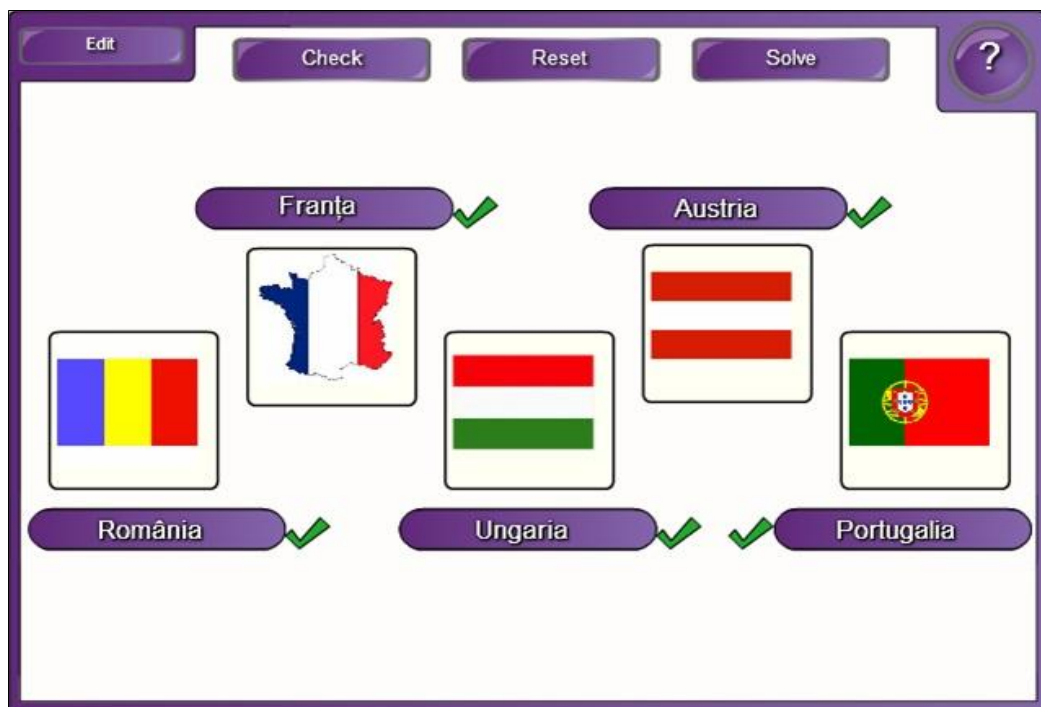 Edit
Check
Reset
Solve
?
Franța
Austria
România
Ungaria
Portugalia